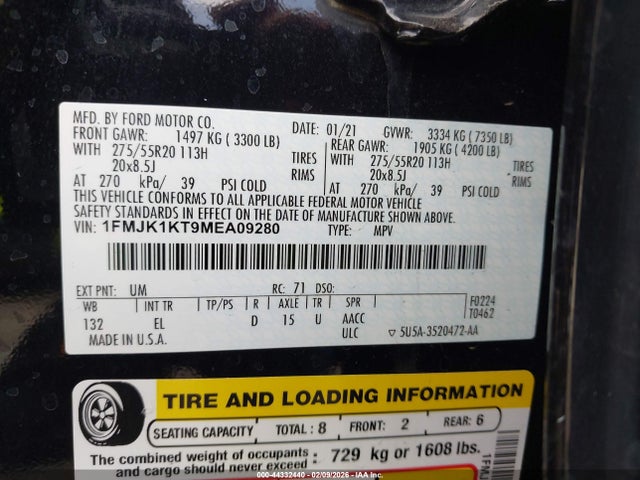 MFD. BY FORD MOTOR CO.
DATE: 01/21 GVWR: 3334 KG ( 7350 LB)
FRONT GAWR: 1497 KG ( 3300 LB) REAR GAWR: 1905 KG ( 4200 LB)
WITH 275/55R20 113H TIRES WITH 275/55R20 113H TIRES
20x8.5J RIMS 20x8.5J RIMS
AT 270 kPa/ 39 PSI COLD AT 270 kPa/ 39 PSI COLD
THIS VEHICLE CONFORMS TO ALL APPLICABLE FEDERAL MOTOR VEHICLE
SAFETY STANDARDS IN EFFECT ON THE DATE OF MANUFACTURE SHOWN ABOVE.
VIN: 1FMJK1KT9MEA09280 TYPE: MPV
EXT PNT: UM RC: 71 DSO:
WB INT TR TP/PS R AXLE TR SPR F0224
132 EL D 15 U AACC T0462
MADE IN U.S.A. ULC ▽ 5U5A-3520472-AA
TIRE AND LOADING INFORMATION
SEATING CAPACITY TOTAL : 8 FRONT: 2 REAR: 6
The combined weight of occupants and cargo should never exceed : 729 kg or 1608 lbs.
000-44332440 - 02/09/2026 - IAA Inc.